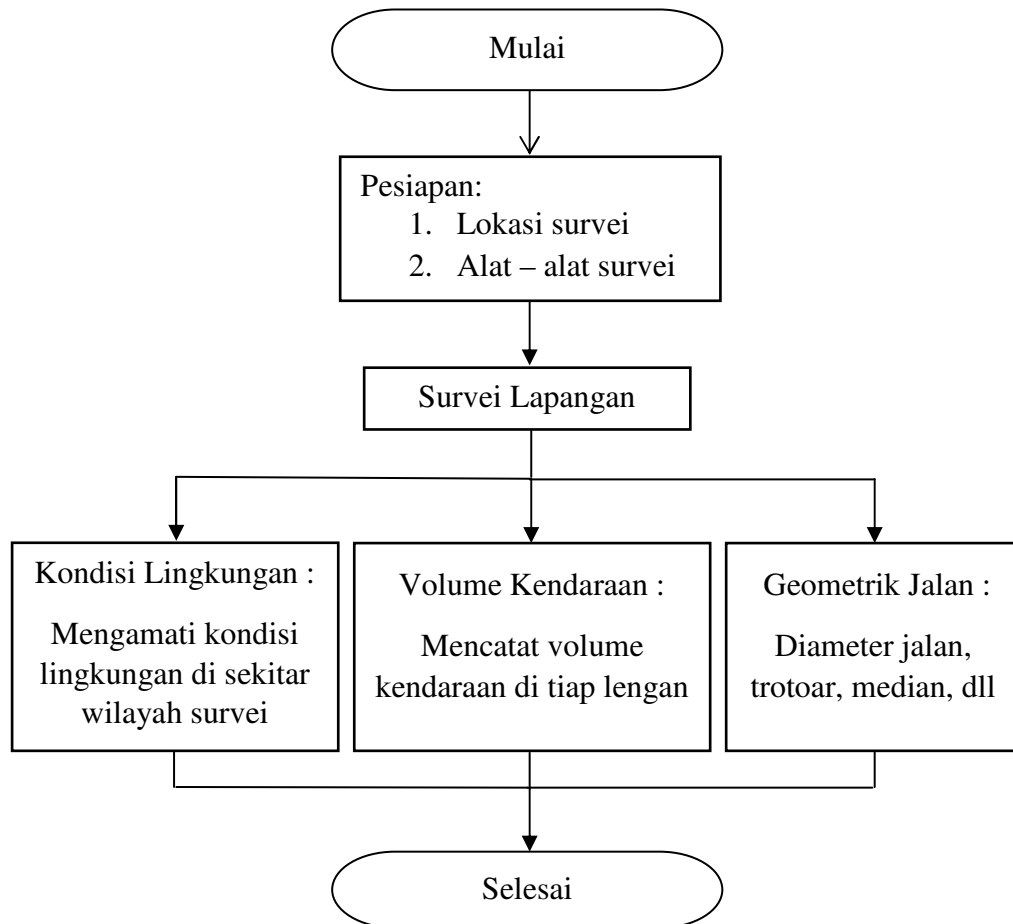 Mulai
Pesiapan:
1. Lokasi survei
2. Alat – alat survei
Survei Lapangan
Kondisi Lingkungan :
Mengamati kondisi
lingkungan di sekitar
wilayah survei
Volume Kendaraan :
Mencatat volume
kendaraan di tiap lengan
Geometrik Jalan :
Diameter jalan,
trotoar, median, dll
Selesai